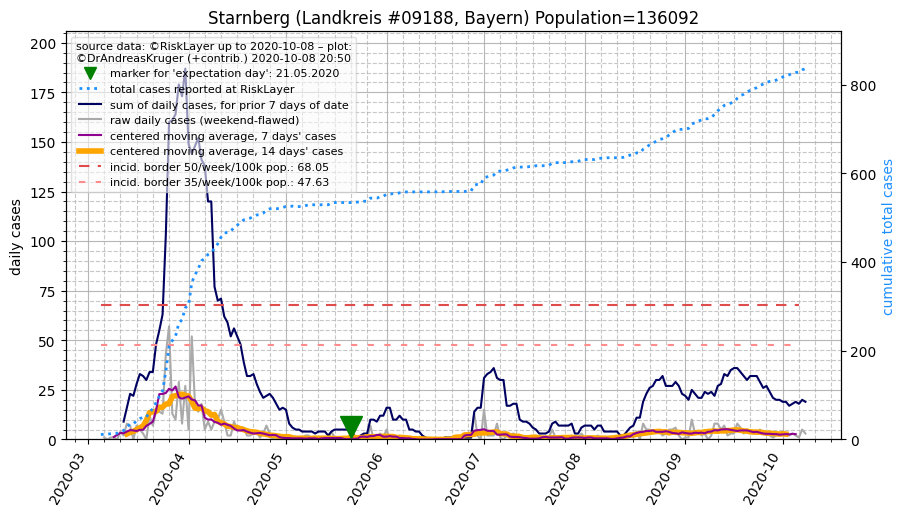 Starnberg (Landkreis #09188, Bayern) Population=136092
source data: ©RiskLayer up to 2020-10-08 – plot:
©DrAndreasKruger (+contrib.) 2020-10-08 20:50
marker for 'expectation day': 21.05.2020
total cases reported at RiskLayer
sum of daily cases, for prior 7 days of date
raw daily cases (weekend-flawed)
centered moving average, 7 days' cases
centered moving average, 14 days' cases
incid. border 50/week/100k pop.: 68.05
incid. border 35/week/100k pop.: 47.63
daily cases
200
175
150
125
100
75
50
25
0
cumulative total cases
800
600
400
200
0
2020-03
2020-04
2020-05
2020-06
2020-07
2020-08
2020-09
2020-10